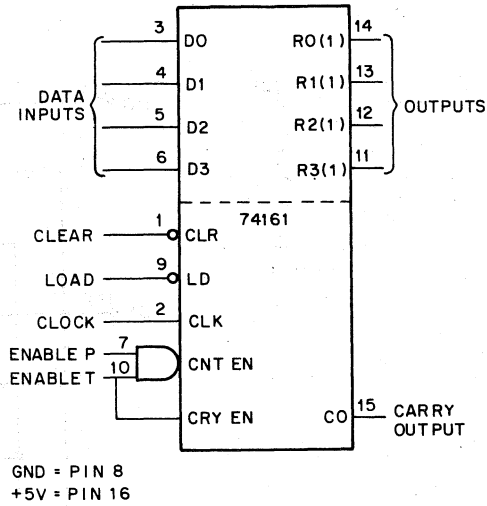 3 D0 R0(1) 14
4 D1 R1(1) 13
DATA INPUTS
OUTPUTS
5 D2 R2(1) 12
6 D3 R3(1) 11
74161
CLEAR 1 CLR
LOAD 9 LD
CLOCK 2 CLK
ENABLE P 7
ENABLE T 10
CNT EN
CRY EN CO 15 CARRY OUTPUT
GND = PIN 8
+5V = PIN 16